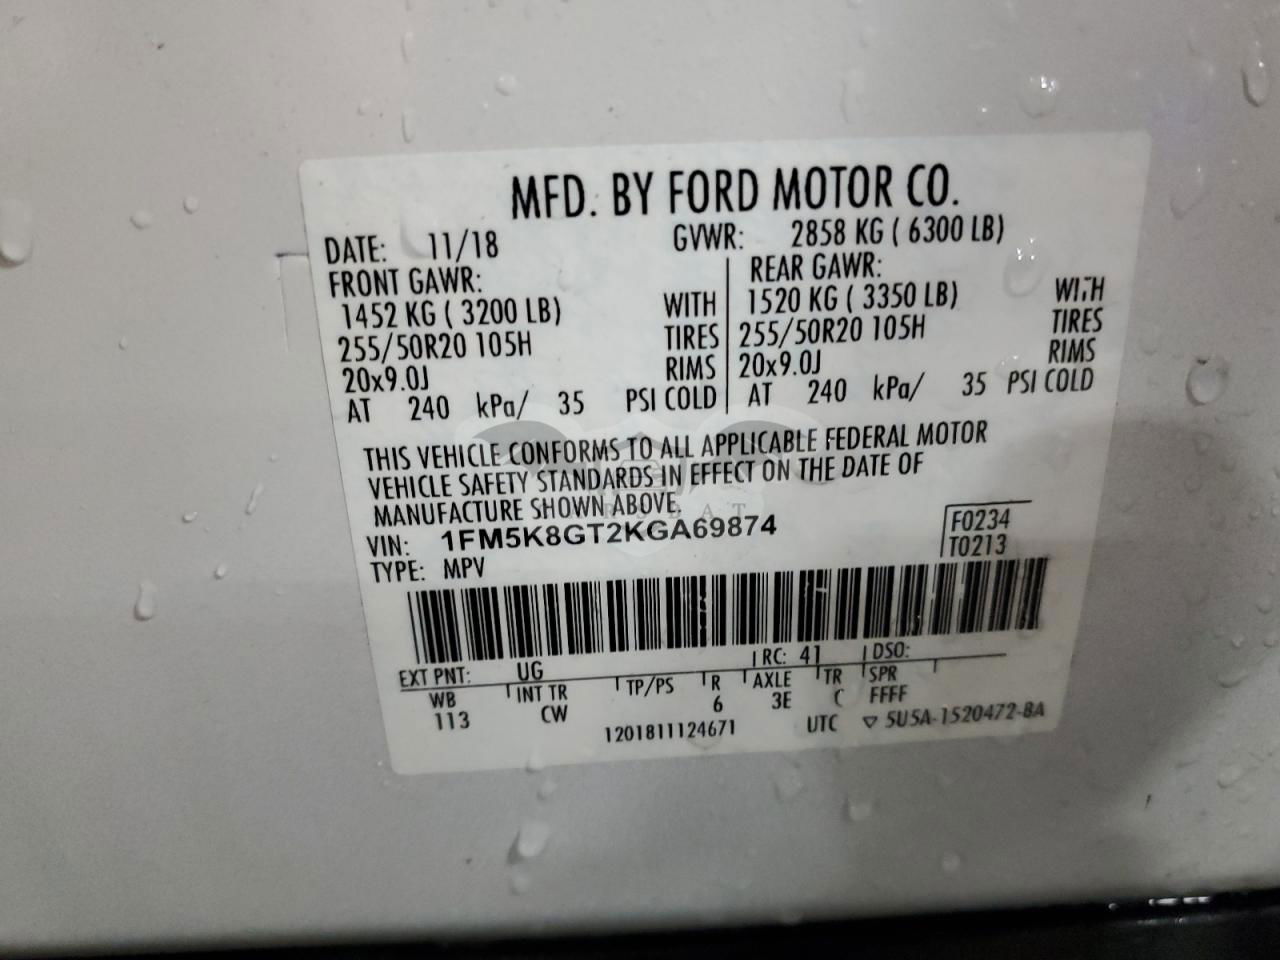 MFD. BY FORD MOTOR CO.
DATE: 11/18 GVWR: 2858 KG ( 6300 LB)
FRONT GAWR: REAR GAWR:
1452 KG ( 3200 LB) WITH 1520 KG ( 3350 LB) WITH
255/50R20 105H TIRES 255/50R20 105H TIRES
20x9.0J RIMS 20x9.0J RIMS
AT 240 kPa/ 35 PSI COLD AT 240 kPa/ 35 PSI COLD
THIS VEHICLE CONFORMS TO ALL APPLICABLE FEDERAL MOTOR
VEHICLE SAFETY STANDARDS IN EFFECT ON THE DATE OF
MANUFACTURE SHOWN ABOVE.
VIN: 1FM5K8GT2KGA69874 F0234
TYPE: MPV T0213
EXT PNT: UG RC: 41 DSO:
WB INT TR TP/PS R AXLE TR SPR
113 CW 6 3E C FFFF
1201811124671 UTC ▽ 5U5A-1520472-BA